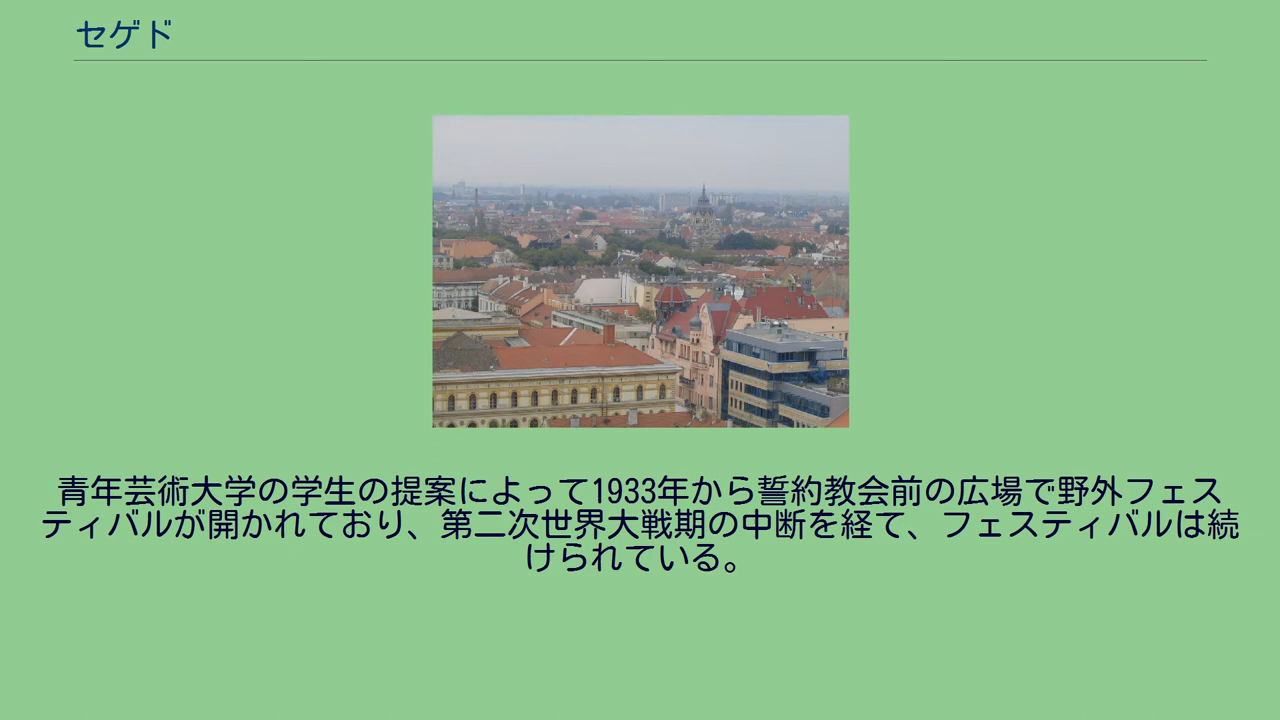 セゲド
青年芸術大学の学生の提案によって1933年から誓約教会前の広場で野外フェス
ティバルが開かれており、第二次世界大戦期の中断を経て、フェスティバルは続
けられている。